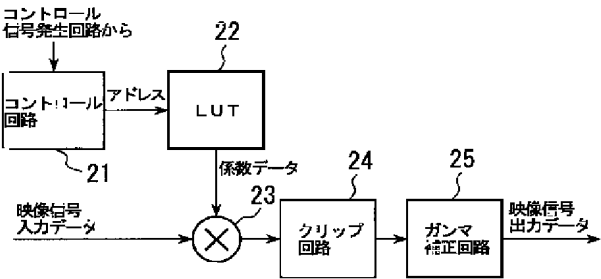 コントロール
信号発生回路から
22
コントロール
回路
アドレス
LUT
21
係数データ
23
24
25
映像信号
入力データ
クリップ
回路
ガンマ
補正回路
映像信号
出力データ